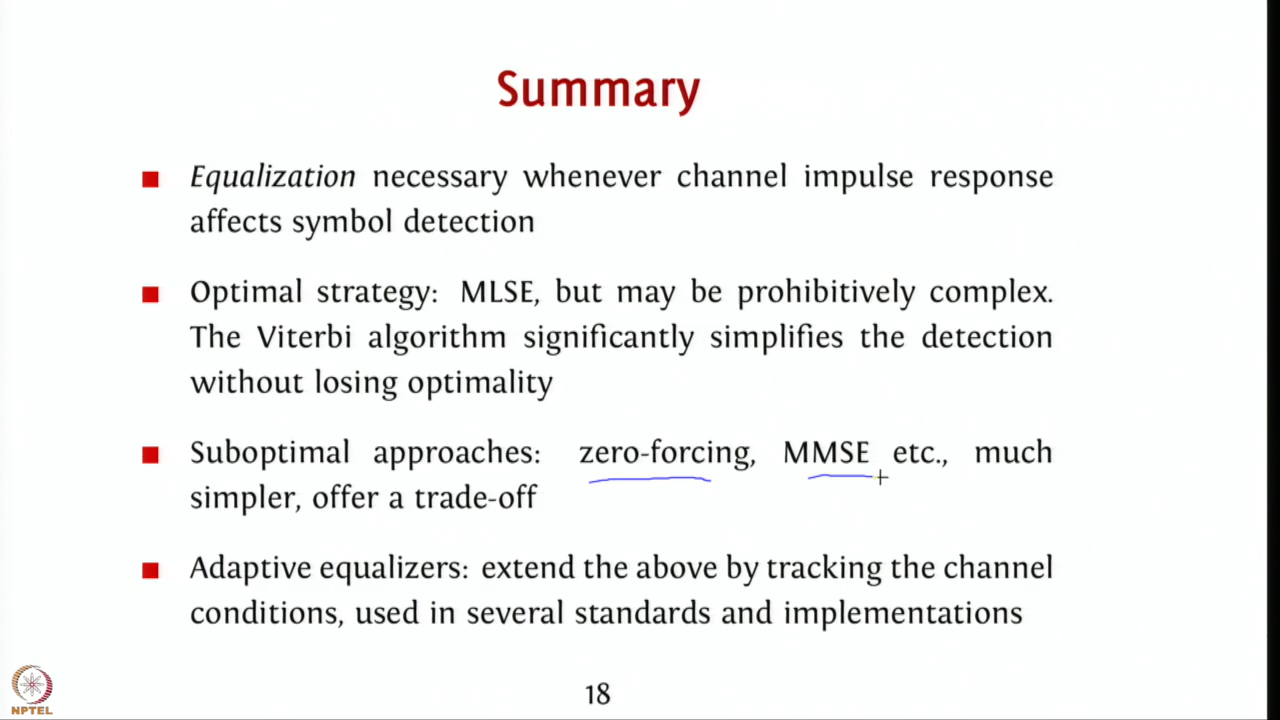 Summary
Equalization necessary whenever channel impulse response
affects symbol detection
Optimal strategy: MLSE, but may be prohibitively complex.
The Viterbi algorithm significantly simplifies the detection
without losing optimality
Suboptimal approaches: zero-forcing, MMSE etc., much
simpler, offer a trade-off
Adaptive equalizers: extend the above by tracking the channel
conditions, used in several standards and implementations
18
NPTEL